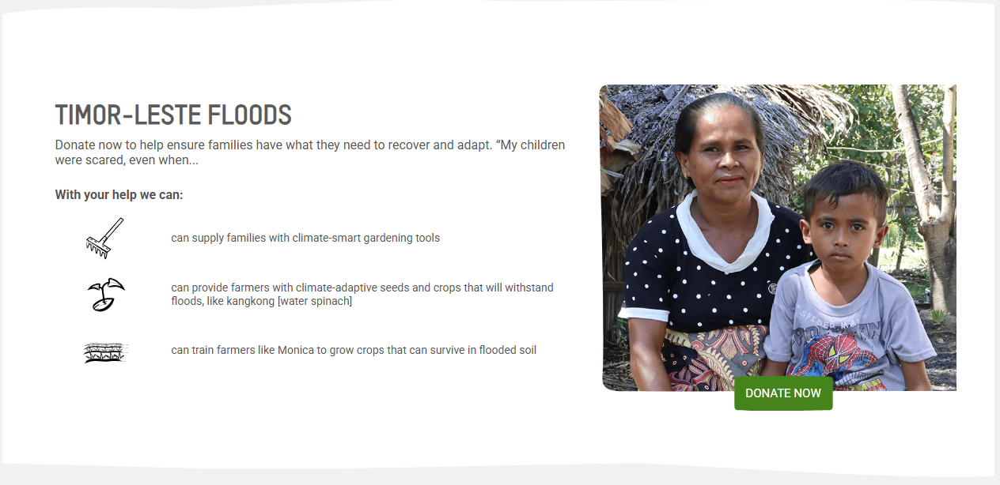 TIMOR-LESTE FLOODS
Donate now to help ensure families have what they need to recover and adapt. “My children
were scared, even when...
With your help we can:
can supply families with climate-smart gardening tools
can provide farmers with climate-adaptive seeds and crops that will withstand
floods, like kangkong [water spinach]
can train farmers like Monica to grow crops that can survive in flooded soil
SPIDER MAN
DONATE NOW